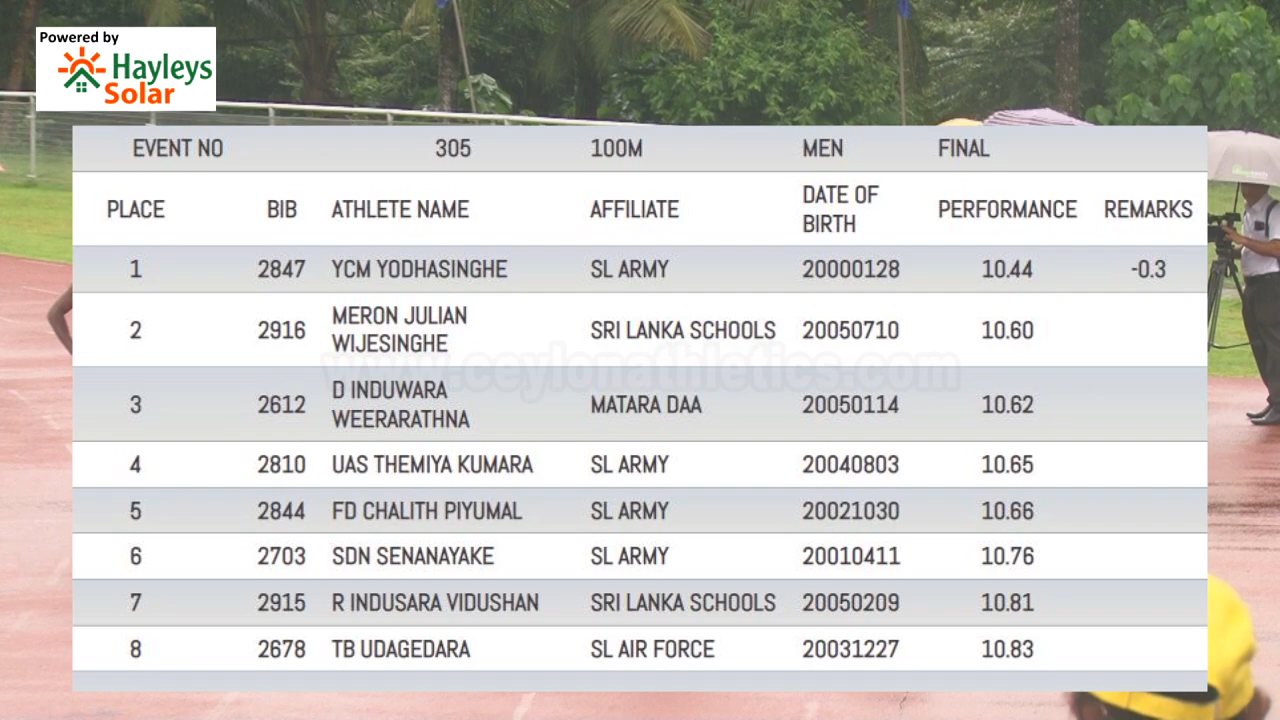 Powered by
Hayleys
Solar
EVENT NO 305 100M MEN FINAL
PLACE BIB ATHLETE NAME AFFILIATE DATE OF BIRTH PERFORMANCE REMARKS
1 2847 YCM YODHASINGHE SL ARMY 20000128 10.44 -0.3
2 2916 MERON JULIAN WIJESINGHE SRI LANKA SCHOOLS 20050710 10.60
www.ceylonathletics.com
3 2612 D INDUWARA WEERARATHNA MATARA DAA 20050114 10.62
4 2810 UAS THEMIYA KUMARA SL ARMY 20040803 10.65
5 2844 FD CHALITH PIYUMAL SL ARMY 20021030 10.66
6 2703 SDN SENANAYAKE SL ARMY 20010411 10.76
7 2915 R INDUSARA VIDUSHAN SRI LANKA SCHOOLS 20050209 10.81
8 2678 TB UDAGEDARA SL AIR FORCE 20031227 10.83